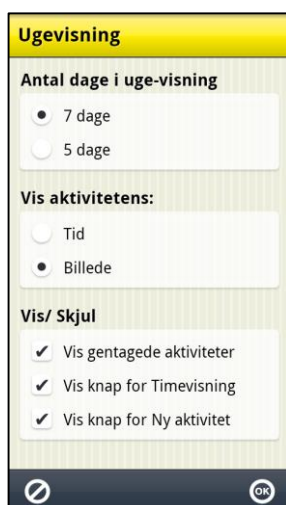 Ugevisning
Antal dage i uge-visning
7 dage
5 dage
Vis aktivitetens:
Tid
Billede
Vis/ Skjul
Vis gentagede aktiviteter
Vis knap for Timevisning
Vis knap for Ny aktivitet
OK